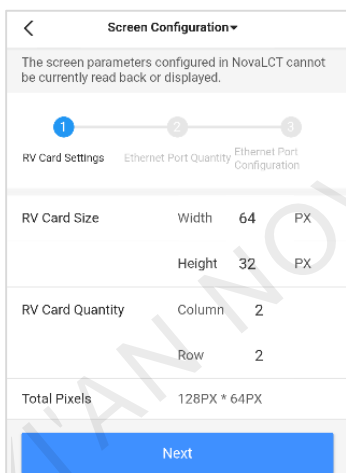 Screen Configuration
The screen parameters configured in NovaLCT cannot
be currently read back or displayed.
1 2 3
RV Card Settings Ethernet Port Quantity Ethernet Port
Configuration
RV Card Size Width 64 PX
Height 32 PX
RV Card Quantity Column 2
Row 2
Total Pixels 128PX * 64PX
Next